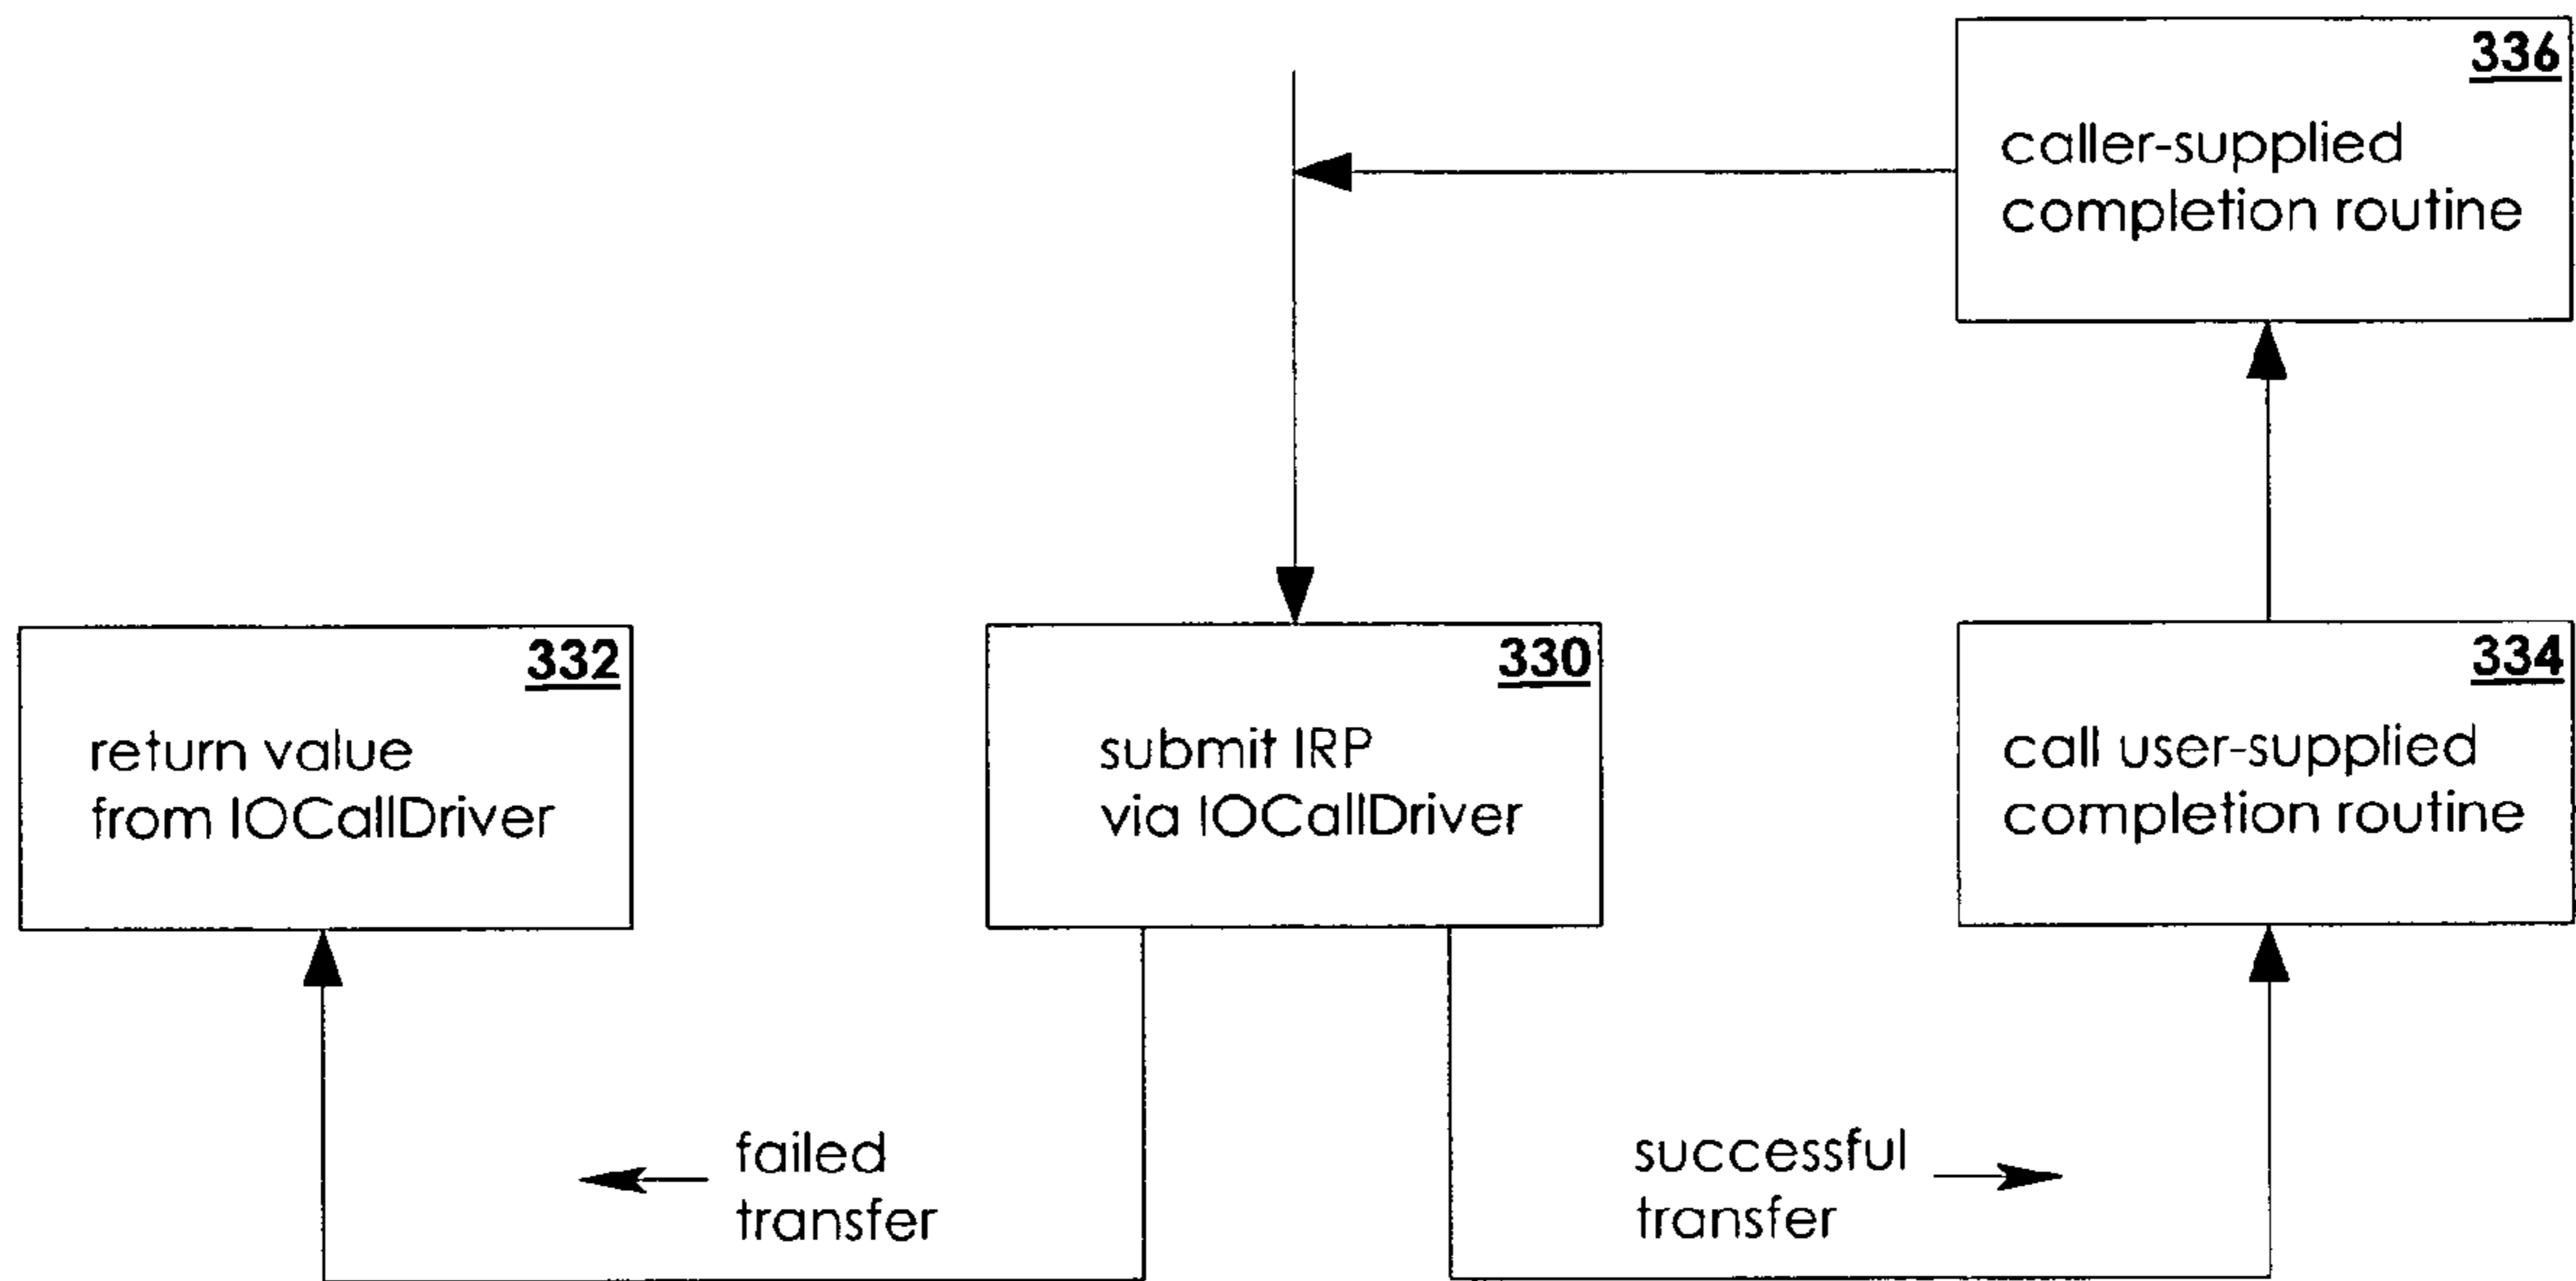 336
caller-supplied
completion routine
332
return value
from IOCallDriver
330
submit IRP
via IOCallDriver
334
call user-supplied
completion routine
failed
transfer
successful
transfer